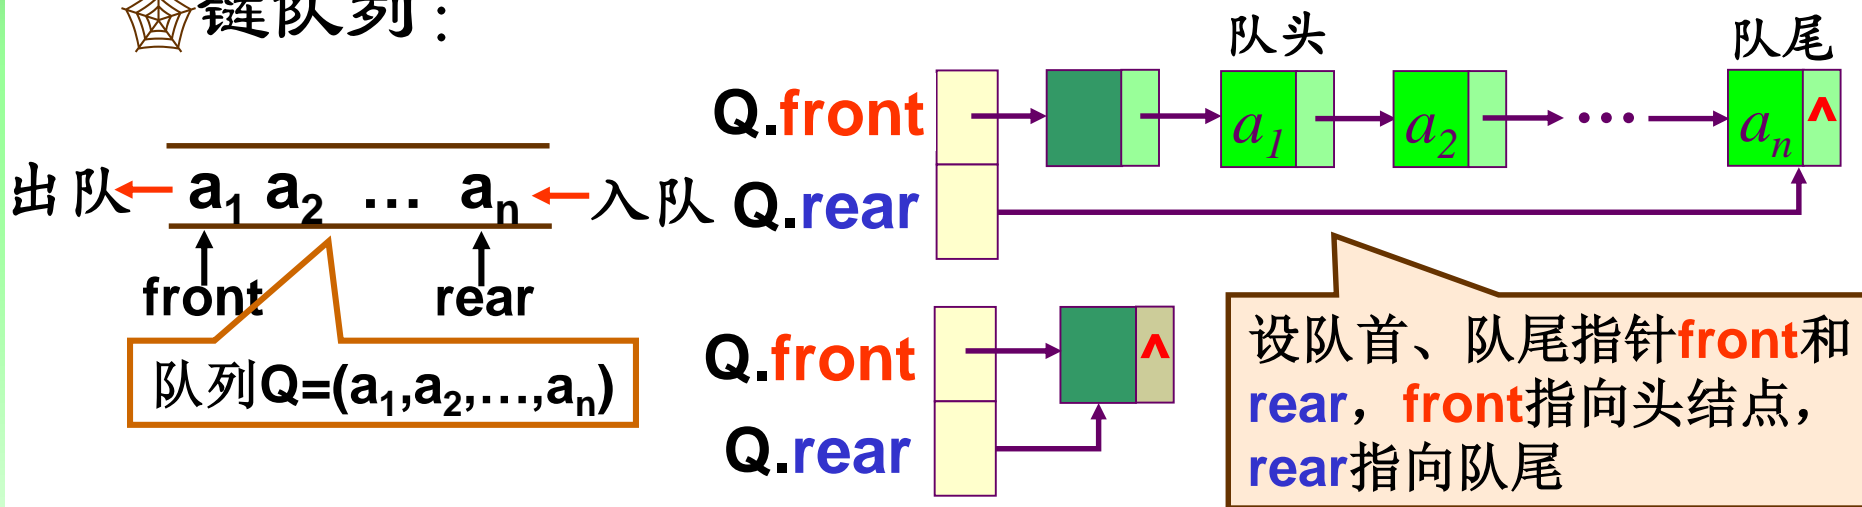 链队列：
出队 a1 a2 … an 入队
front rear
队列Q=(a1,a2,…,an)
队头 队尾
Q.front a1 a2 … an ^
Q.rear
Q.front ^
Q.rear
设队首、队尾指针front和
rear，front指向头结点，
rear指向队尾